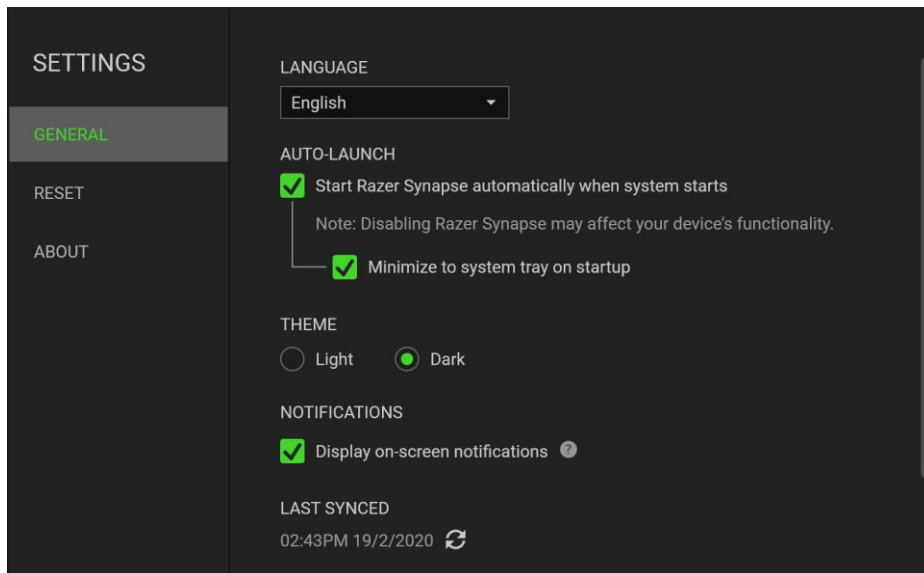 SETTINGS
GENERAL
RESET
ABOUT
LANGUAGE
English
AUTO-LAUNCH
Start Razer Synapse automatically when system starts
Note: Disabling Razer Synapse may affect your device’s functionality.
Minimize to system tray on startup
THEME
Light Dark
NOTIFICATIONS
Display on-screen notifications ?
LAST SYNCED
02:43PM 19/2/2020